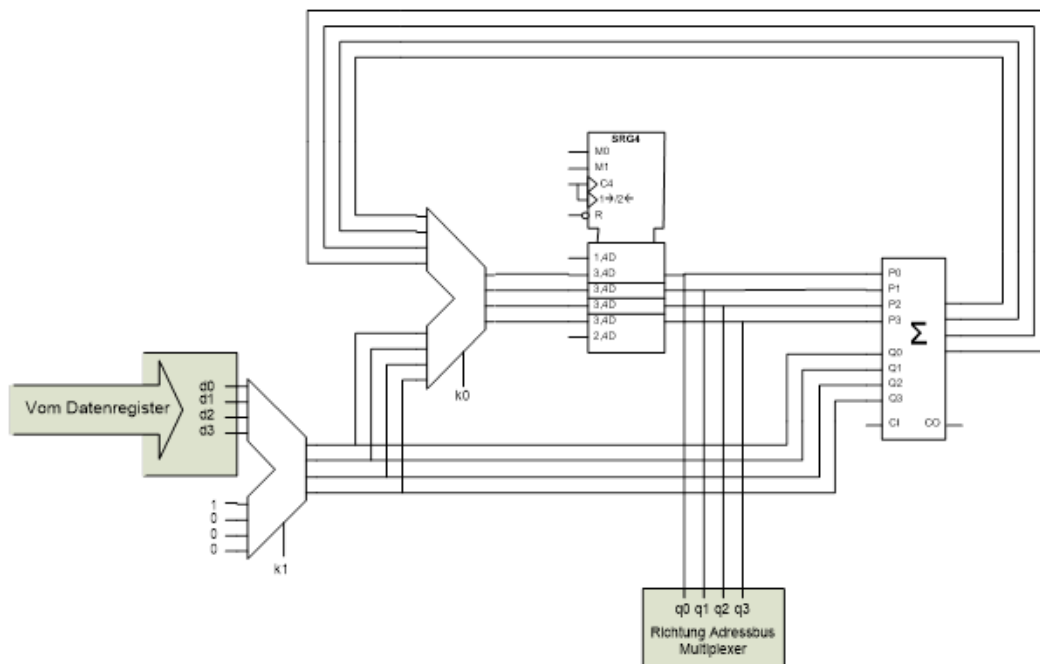 SRG4
M0
M1
C4
1→/2←
R
1,4D
3,4D
3,4D
3,4D
3,4D
2,4D
P0
P1
P2
P3
Σ
Q0
Q1
Q2
Q3
CI CO
k0
Vom Datenregister
d0
d1
d2
d3
1
0
0
0
k1
q0 q1 q2 q3
Richtung Adressbus
Multiplexer